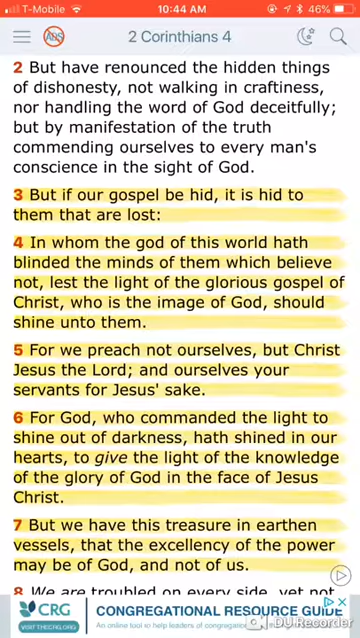 T-Mobile 10:44 AM 46%
ADS 2 Corinthians 4
2 But have renounced the hidden things
of dishonesty, not walking in craftiness,
nor handling the word of God deceitfully;
but by manifestation of the truth
commending ourselves to every man's
conscience in the sight of God.
3 But if our gospel be hid, it is hid to
them that are lost:
4 In whom the god of this world hath
blinded the minds of them which believe
not, lest the light of the glorious gospel of
Christ, who is the image of God, should
shine unto them.
5 For we preach not ourselves, but Christ
Jesus the Lord; and ourselves your
servants for Jesus' sake.
6 For God, who commanded the light to
shine out of darkness, hath shined in our
hearts, to give the light of the knowledge
of the glory of God in the face of Jesus
Christ.
7 But we have this treasure in earthen
vessels, that the excellency of the power
may be of God, and not of us.
8 We are troubled on every side, yet not
CRG
VISIT THECRG.ORG
CONGREGATIONAL RESOURCE GUIDE
An online tool to help leaders of congregation
DU Recorder